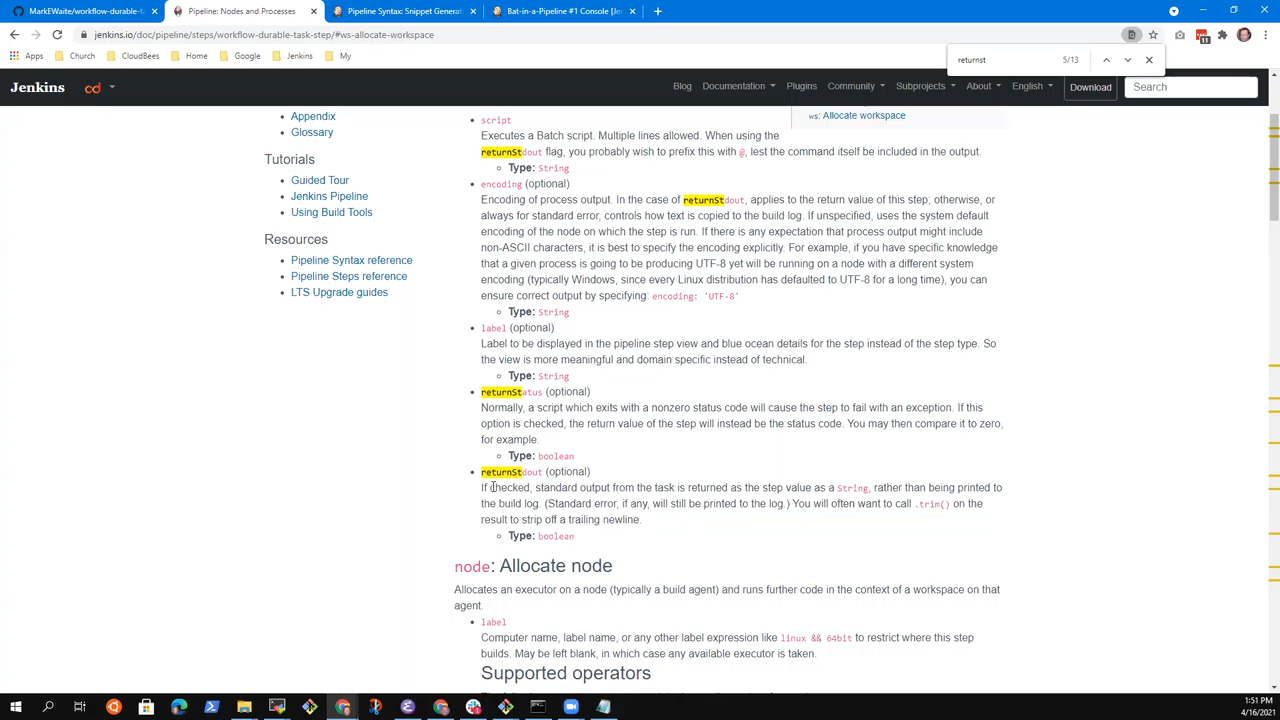 MarkEWaite/workflow-durable-ta
Pipeline: Nodes and Processes
Pipeline Syntax: Snippet Generat
Bat-in-a-Pipeline #1 Console [Je
jenkins.io/doc/pipeline/steps/workflow-durable-task-step/#ws-allocate-workspace
11
Apps
Church
CloudBees
Home
Google
Jenkins
My
returnst
5/13
Jenkins
cd
Blog
Documentation
Plugins
Community
Subprojects
About
English
Download
Search
Appendix
Glossary
Tutorials
Guided Tour
Jenkins Pipeline
Using Build Tools
Resources
Pipeline Syntax reference
Pipeline Steps reference
LTS Upgrade guides
ws: Allocate workspace
script
Executes a Batch script. Multiple lines allowed. When using the
returnStdout flag, you probably wish to prefix this with @, lest the command itself be included in the output.
Type: String
encoding (optional)
Encoding of process output. In the case of returnStdout, applies to the return value of this step; otherwise, or
always for standard error, controls how text is copied to the build log. If unspecified, uses the system default
encoding of the node on which the step is run. If there is any expectation that process output might include
non-ASCII characters, it is best to specify the encoding explicitly. For example, if you have specific knowledge
that a given process is going to be producing UTF-8 yet will be running on a node with a different system
encoding (typically Windows, since every Linux distribution has defaulted to UTF-8 for a long time), you can
ensure correct output by specifying: encoding: 'UTF-8'
Type: String
label (optional)
Label to be displayed in the pipeline step view and blue ocean details for the step instead of the step type. So
the view is more meaningful and domain specific instead of technical.
Type: String
returnStatus (optional)
Normally, a script which exits with a nonzero status code will cause the step to fail with an exception. If this
option is checked, the return value of the step will instead be the status code. You may then compare it to zero,
for example.
Type: boolean
returnStdout (optional)
If checked, standard output from the task is returned as the step value as a String, rather than being printed to
the build log. (Standard error, if any, will still be printed to the log.) You will often want to call .trim() on the
result to strip off a trailing newline.
Type: boolean
node: Allocate node
Allocates an executor on a node (typically a build agent) and runs further code in the context of a workspace on that
agent.
label
Computer name, label name, or any other label expression like linux && 64bit to restrict where this step
builds. May be left blank, in which case any available executor is taken.
Supported operators
1:51 PM
4/16/2021